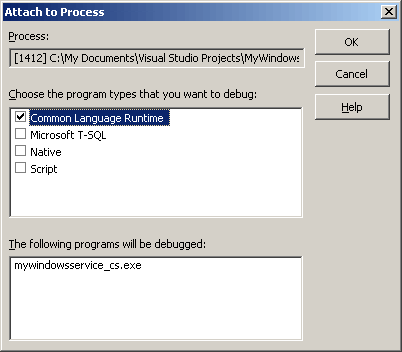 Attach to Process
Process:
[1412] C:\My Documents\Visual Studio Projects\MyWindows
OK
Cancel
Help
Choose the program types that you want to debug:
Common Language Runtime
Microsoft T-SQL
Native
Script
The following programs will be debugged:
mywindowsservice_cs.exe